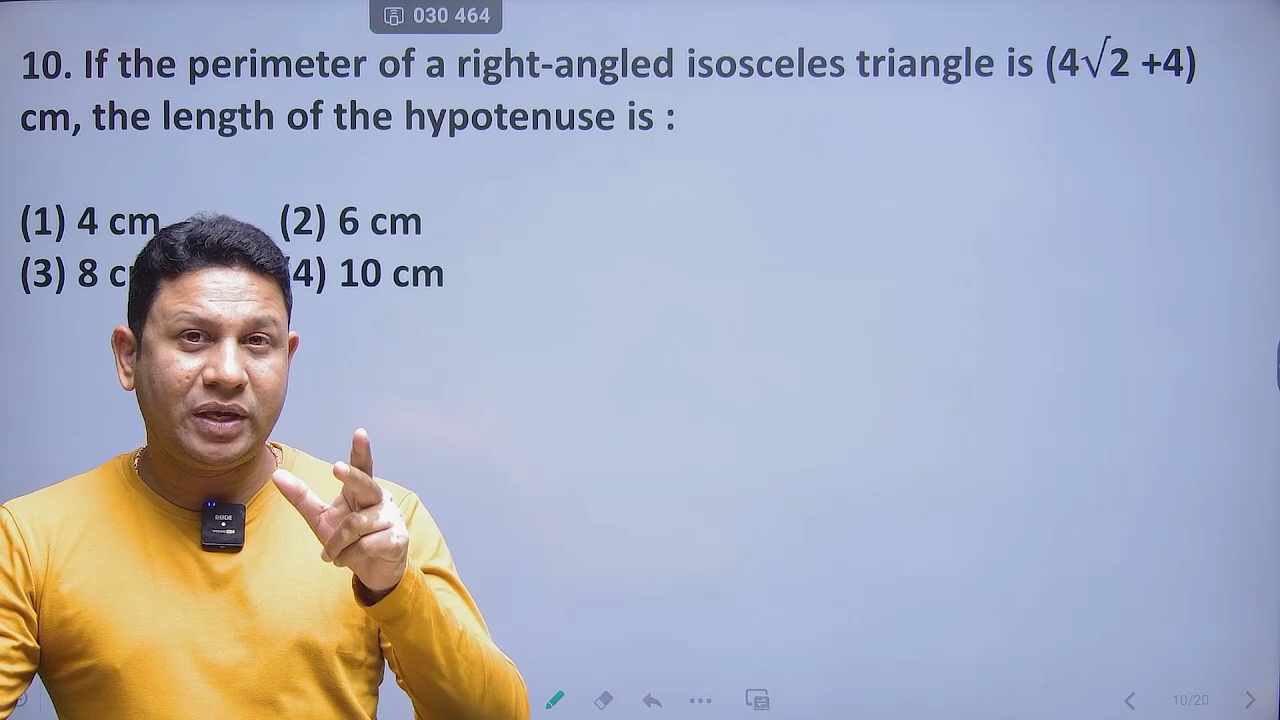 030 464
10. If the perimeter of a right-angled isosceles triangle is (4√2 +4)
cm, the length of the hypotenuse is :
(1) 4 cm (2) 6 cm
(3) 8 4) 10 cm
RØDE
10/20